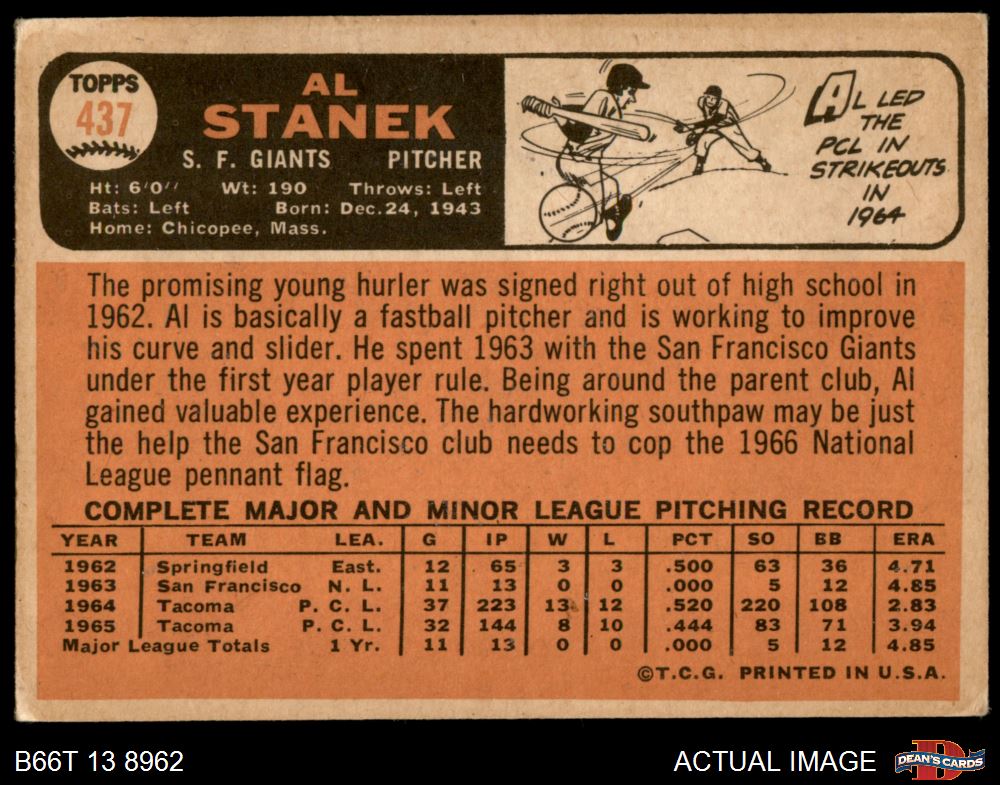 TOPPS
437
AL
STANEK
S. F. GIANTS PITCHER
Ht: 6'0" Wt: 190 Throws: Left
Bats: Left Born: Dec. 24, 1943
Home: Chicopee, Mass.
AL LED
THE
PCL IN
STRIKEOUTS
IN
1964
The promising young hurler was signed right out of high school in
1962. Al is basically a fastball pitcher and is working to improve
his curve and slider. He spent 1963 with the San Francisco Giants
under the first year player rule. Being around the parent club, Al
gained valuable experience. The hardworking southpaw may be just
the help the San Francisco club needs to cop the 1966 National
League pennant flag.
COMPLETE MAJOR AND MINOR LEAGUE PITCHING RECORD
YEAR TEAM LEA. G IP W L PCT SO BB ERA
1962 Springfield East. 12 65 3 3 .500 63 36 4.71
1963 San Francisco N. L. 11 13 0 0 .000 5 12 4.85
1964 Tacoma P. C. L. 37 223 13 12 .520 220 108 2.83
1965 Tacoma P. C. L. 32 144 8 10 .444 83 71 3.94
Major League Totals 1 Yr. 11 13 0 0 .000 5 12 4.85
©T.C.G. PRINTED IN U.S.A.
B66T 13 8962 ACTUAL IMAGE
DEAN'S CARDS